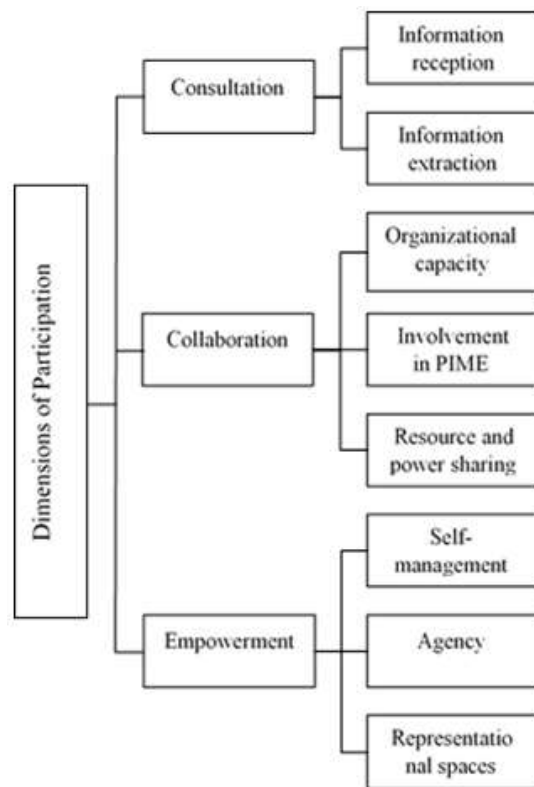 Dimensions of Participation
Consultation
Information
reception
Information
extraction
Collaboration
Organizational
capacity
Involvement
in PIME
Resource and
power sharing
Empowerment
Self-
management
Agency
Representatio
nal spaces